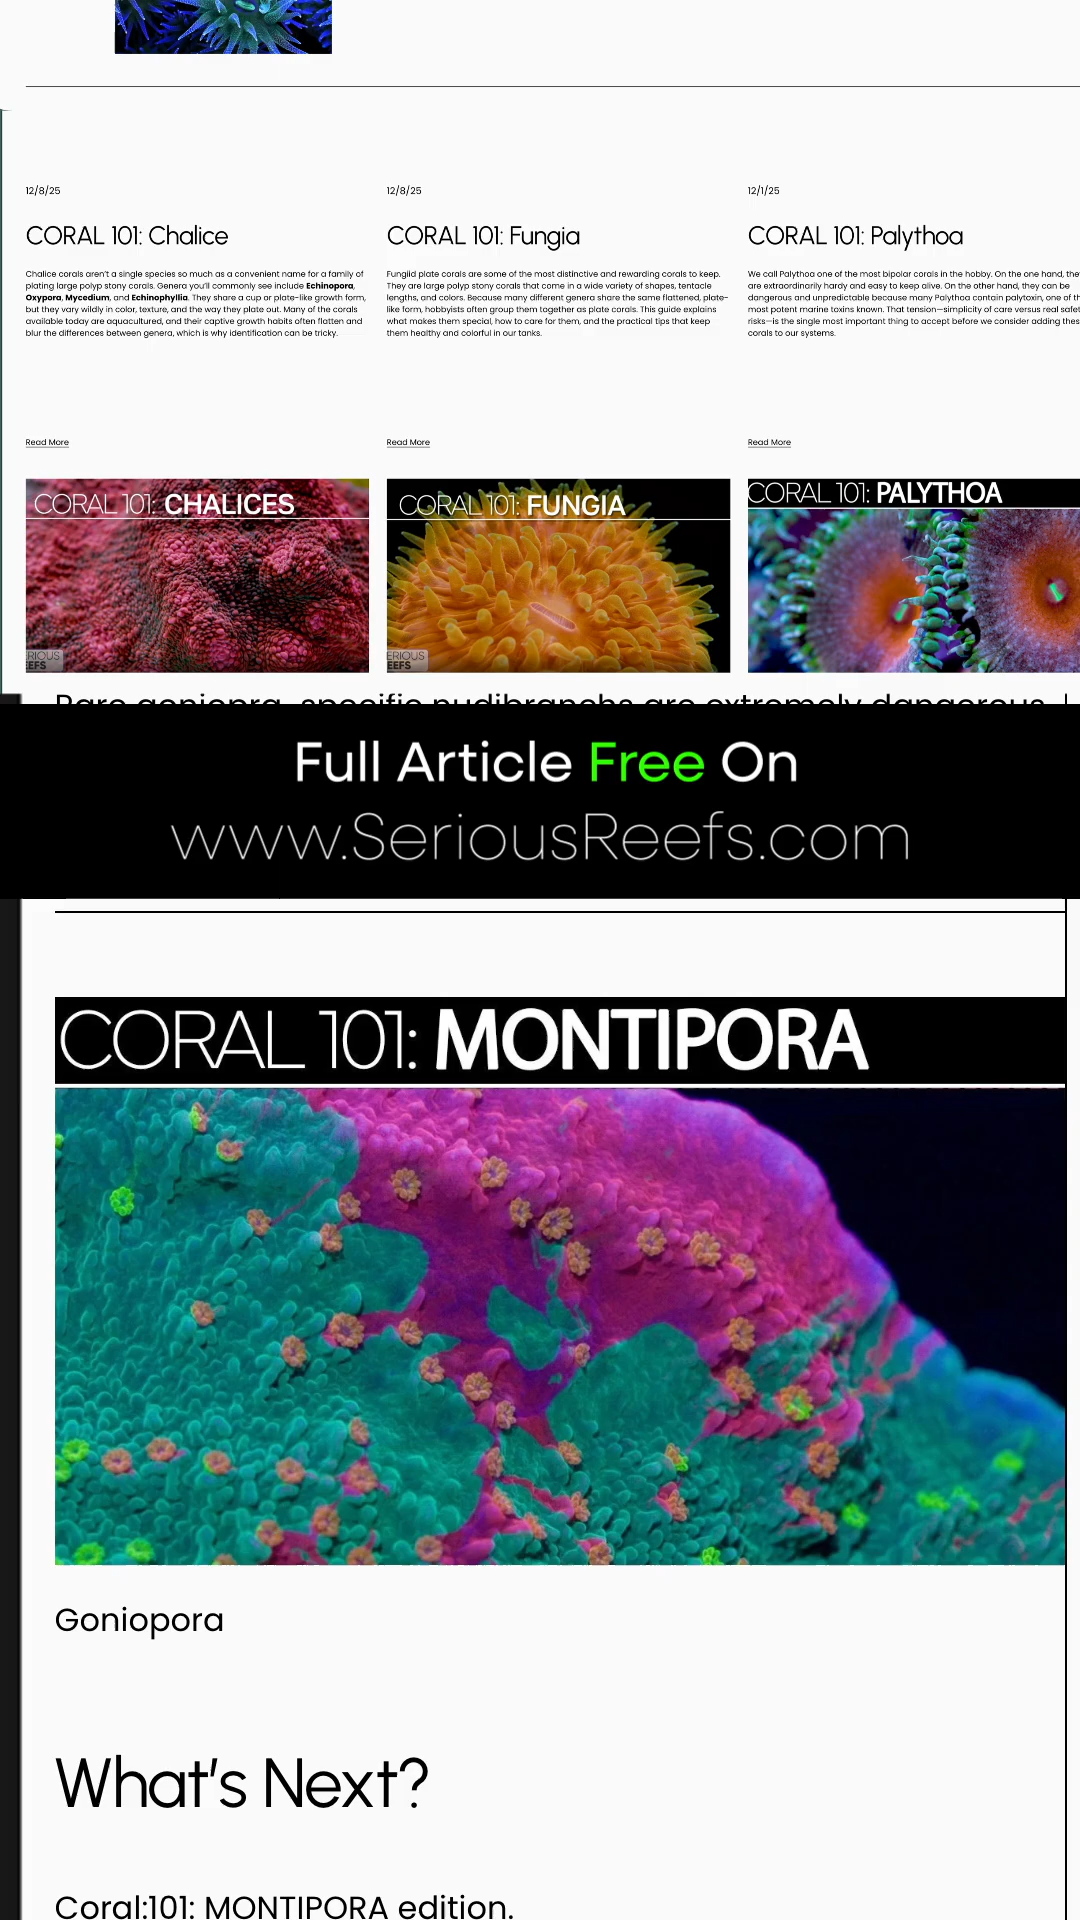 12/8/25
CORAL 101: Chalice
Chalice corals aren't a single species so much as a convenient name for a family of
plating large polyp stony corals. Genera you'll commonly see include Echinopora,
Oxypora, Mycedium, and Echinophyllia. They share a cup or plate-like growth form,
but they vary wildly in color, texture, and the way they plate out. Many of the corals
available today are aquacultured, and their captive growth habits often flatten and
blur the differences between genera, which is why identification can be tricky.
Read More
CORAL 101: CHALICES
ERIOUS
EEFS
12/8/25
CORAL 101: Fungia
Fungiid plate corals are some of the most distinctive and rewarding corals to keep.
They are large polyp stony corals that come in a wide variety of shapes, tentacle
lengths, and colors. Because many different genera share the same flattened, plate-
like form, hobbyists often group them together as plate corals. This guide explains
what makes them special, how to care for them, and the practical tips that keep
them healthy and colorful in our tanks.
Read More
CORAL 101: FUNGIA
ERIOUS
EEFS
12/1/25
CORAL 101: Palythoa
We call Palythoa one of the most bipolar corals in the hobby. On the one hand, the
are extraordinarily hardy and easy to keep alive. On the other hand, they can be
dangerous and unpredictable because many Palythoa contain palytoxin, one of th
most potent marine toxins known. That tension—simplicity of care versus real safet
risks—is the single most important thing to accept before we consider adding thes
corals to our systems.
Read More
CORAL 101: PALYTHOA
Rare goniopra-specific nudibranchs are extremely dangerous
Full Article Free On
www.SeriousReefs.com
CORAL 101: MONTIPORA
Goniopora
What's Next?
Coral:101: MONTIPORA edition.